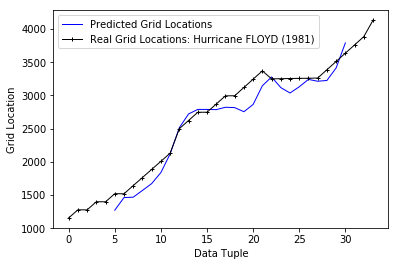 Predicted Grid Locations
Real Grid Locations: Hurricane FLOYD (1981)
4000
3500
3000
2500
2000
1500
1000
Grid Location
0 5 10 15 20 25 30
Data Tuple